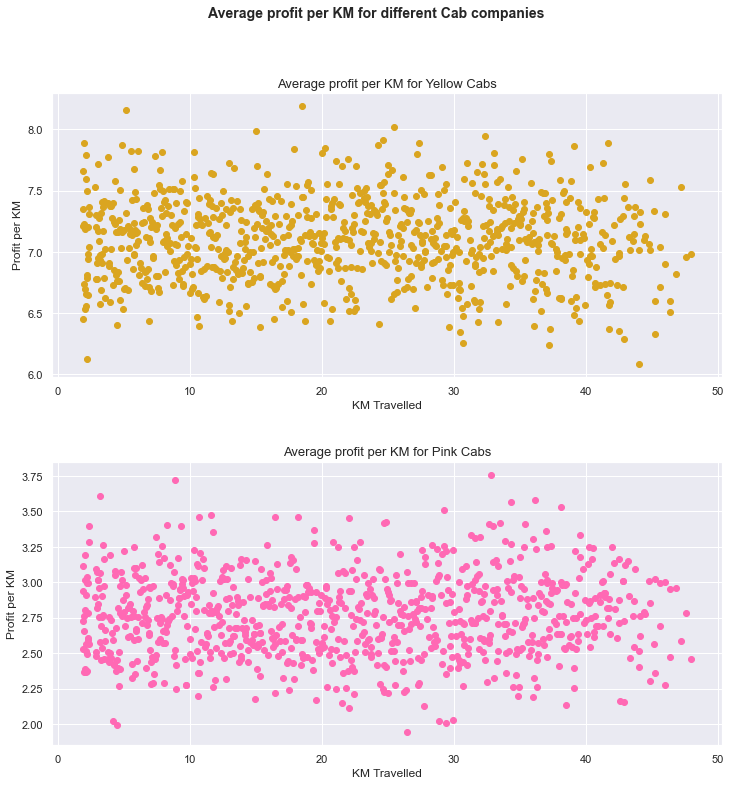 Average profit per KM for different Cab companies
Average profit per KM for Yellow Cabs
8.0
7.5
7.0
6.5
6.0
Profit per KM
0 10 20 30 40 50
KM Travelled
Average profit per KM for Pink Cabs
3.75
3.50
3.25
3.00
2.75
2.50
2.25
2.00
Profit per KM
0 10 20 30 40 50
KM Travelled